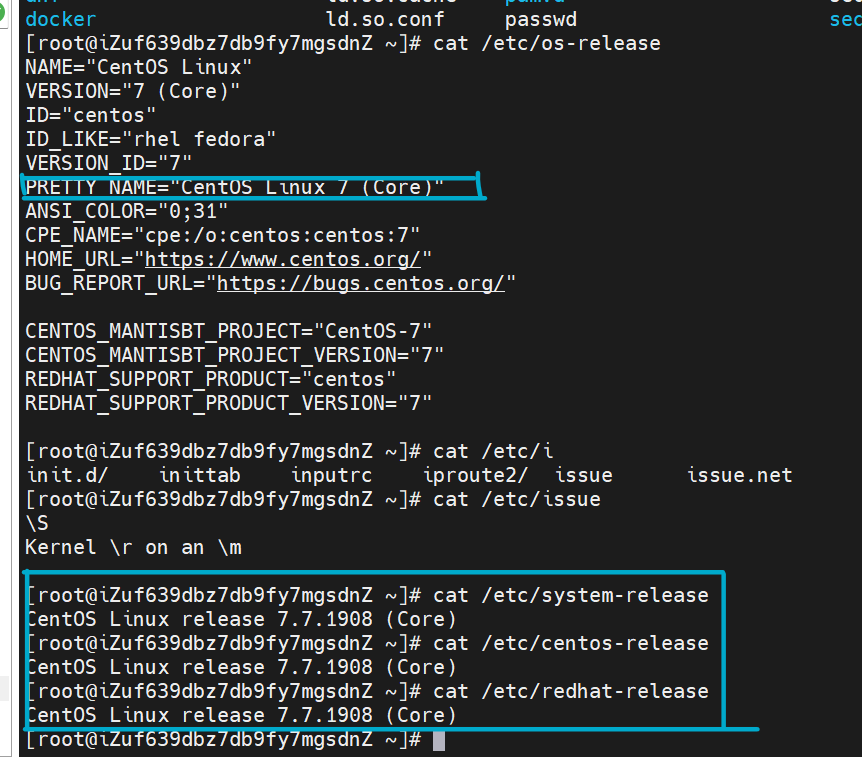 docker ld.so.conf passwd sec
[root@iZuf639dbz7db9fy7mgsdnZ ~]# cat /etc/os-release
NAME="CentOS Linux"
VERSION="7 (Core)"
ID="centos"
ID_LIKE="rhel fedora"
VERSION_ID="7"
PRETTY_NAME="CentOS Linux 7 (Core)"
ANSI_COLOR="0;31"
CPE_NAME="cpe:/o:centos:centos:7"
HOME_URL="https://www.centos.org/"
BUG_REPORT_URL="https://bugs.centos.org/"
CENTOS_MANTISBT_PROJECT="CentOS-7"
CENTOS_MANTISBT_PROJECT_VERSION="7"
REDHAT_SUPPORT_PRODUCT="centos"
REDHAT_SUPPORT_PRODUCT_VERSION="7"
[root@iZuf639dbz7db9fy7mgsdnZ ~]# cat /etc/i
init.d/ inittab inputrc iproute2/ issue issue.net
[root@iZuf639dbz7db9fy7mgsdnZ ~]# cat /etc/issue
\S
Kernel \r on an \m
[root@iZuf639dbz7db9fy7mgsdnZ ~]# cat /etc/system-release
CentOS Linux release 7.7.1908 (Core)
[root@iZuf639dbz7db9fy7mgsdnZ ~]# cat /etc/centos-release
CentOS Linux release 7.7.1908 (Core)
[root@iZuf639dbz7db9fy7mgsdnZ ~]# cat /etc/redhat-release
CentOS Linux release 7.7.1908 (Core)
[root@iZuf639dbz7db9fy7mgsdnZ ~]#